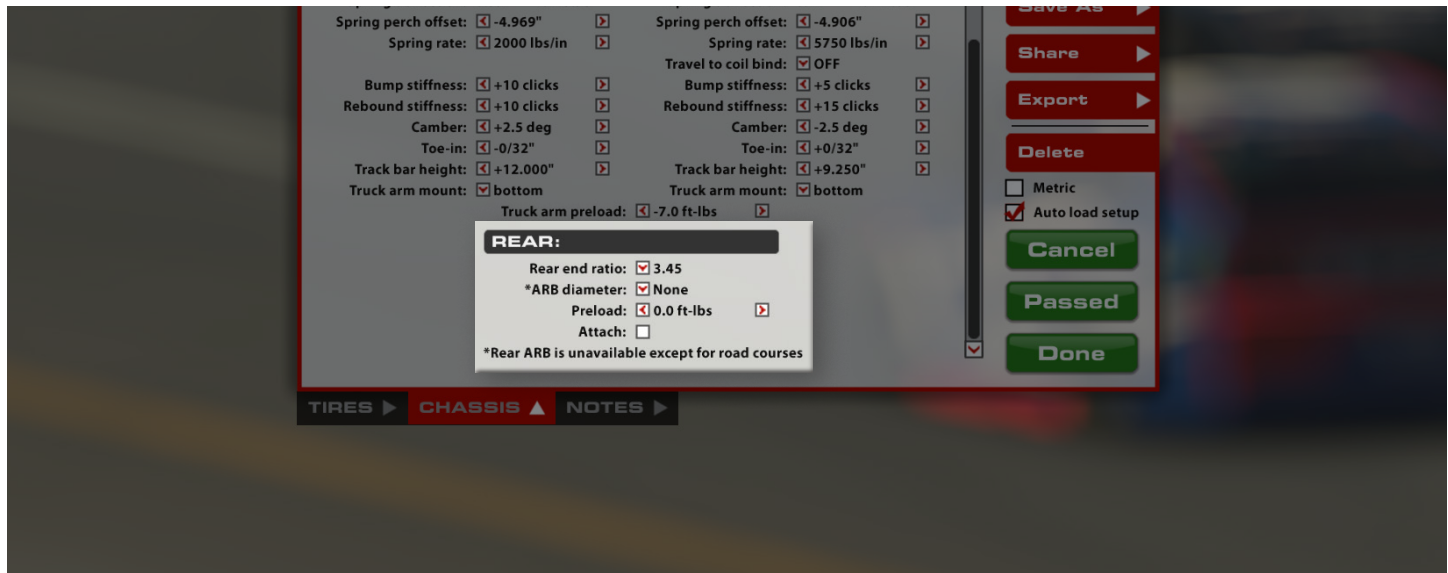 Spring perch offset: -4.969" Spring perch offset: -4.906"
Save As
Spring rate: 2000 lbs/in Spring rate: 5750 lbs/in
Share
Travel to coil bind: OFF
Bump stiffness: +10 clicks Bump stiffness: +5 clicks
Export
Rebound stiffness: +10 clicks Rebound stiffness: +15 clicks
Camber: +2.5 deg Camber: -2.5 deg
Toe-in: -0/32" Toe-in: +0/32"
Delete
Track bar height: +12.000" Track bar height: +9.250"
Truck arm mount: bottom Truck arm mount: bottom
Metric
Truck arm preload: -7.0 ft-lbs
Auto load setup
REAR:
Cancel
Rear end ratio: 3.45
*ARB diameter: None
Passed
Preload: 0.0 ft-lbs
Attach:
*Rear ARB is unavailable except for road courses
Done
TIRES CHASSIS NOTES